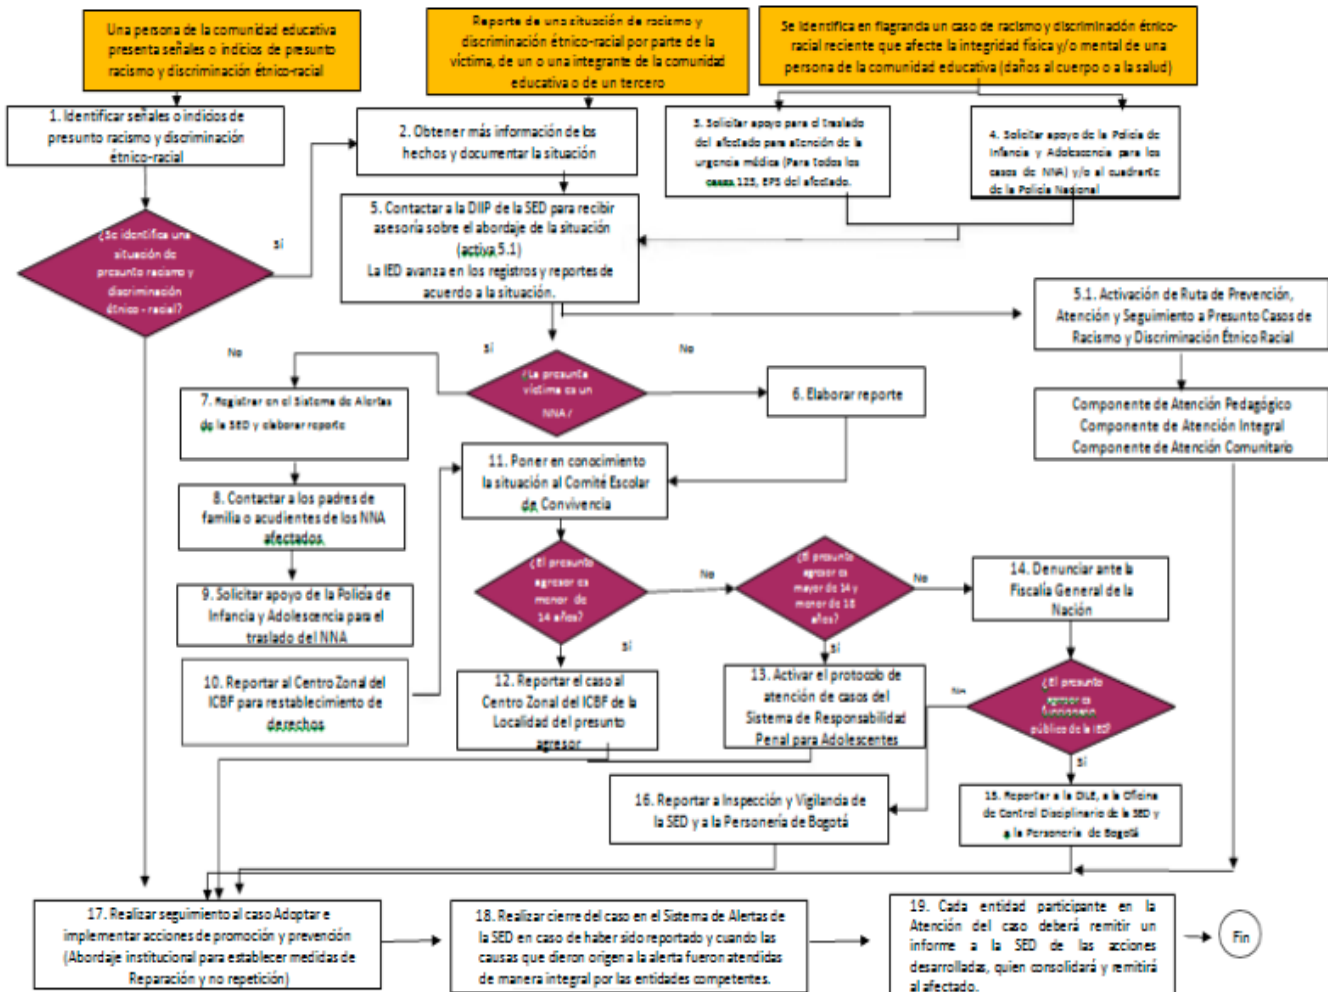 Una persona de la comunidad educativa
presenta señales o indicios de presunto
racismo y discriminación étnico-racial
Reporte de una situación de racismo y
discriminación étnico-racial por parte de la
víctima, de un o una integrante de la comunidad
educativa o de un tercero
Se identifica en flagrancia un caso de racismo y discriminación étnico-
racial reciente que afecte la integridad física y/o mental de una
persona de la comunidad educativa (daños al cuerpo o a la salud)
1. Identificar señales o indicios de
presunto racismo y discriminación
étnico-racial
2. Obtener más información de los
hechos y documentar la situación
3. Solicitar apoyo para el traslado
del afectado para atención de la
urgencia médica (Para todos los
casos 123, EPS del afectado.
4. Solicitar apoyo de la Policía de
Infancia y Adolescencia para los
casos de NNA) y/o al cuadrante
de la Policía Nacional
¿Se identifica una
situación de
presunto racismo y
discriminación
étnico - racial?
Sí
No
5. Contactar a la DIIP de la SED para recibir
asesoría sobre el abordaje de la situación
(activa 5.1)
La IED avanza en los registros y reportes de
acuerdo a la situación.
5.1. Activación de Ruta de Prevención,
Atención y Seguimiento a Presunto Casos de
Racismo y Discriminación Étnico Racial
Componente de Atención Pedagógico
Componente de Atención Integral
Componente de Atención Comunitario
Sí
No
¿La presunta
víctima es un
NNA?
6. Elaborar reporte
7. Registrar en el Sistema de Alertas
de la SED y elaborar reporte
8. Contactar a los padres de
familia o acudientes de los NNA
afectados
9. Solicitar apoyo de la Policía de
Infancia y Adolescencia para el
traslado del NNA
10. Reportar al Centro Zonal del
ICBF para restablecimiento de
derechos
11. Poner en conocimiento
la situación al Comité Escolar
de Convivencia
¿El presunto
agresor es
menor de
14 años?
No
Sí
¿El presunto
agresor es
mayor de 14 y
menor de 18
años?
No
Sí
12. Reportar el caso al
Centro Zonal del ICBF de la
Localidad del presunto
agresor
13. Activar el protocolo de
atención de casos del
Sistema de Responsabilidad
Penal para Adolescentes
14. Denunciar ante la
Fiscalía General de la
Nación
¿El presunto
agresor es
funcionario
público de la IED?
No
Sí
15. Reportar a la DLE, a la Oficina
de Control Disciplinario de la SED y
a la Personería de Bogotá
16. Reportar a Inspección y Vigilancia de
la SED y a la Personería de Bogotá
17. Realizar seguimiento al caso Adoptar e
implementar acciones de promoción y prevención
(Abordaje institucional para establecer medidas de
Reparación y no repetición)
18. Realizar cierre del caso en el Sistema de Alertas de
la SED en caso de haber sido reportado y cuando las
causas que dieron origen a la alerta fueron atendidas
de manera integral por las entidades competentes.
19. Cada entidad participante en la
Atención del caso deberá remitir un
informe a la SED de las acciones
desarrolladas, quien consolidará y remitirá
al afectado.
Fin